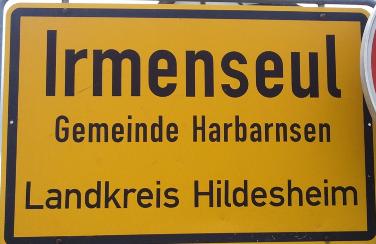 Irmenseul
Gemeinde Harbarnsen
Landkreis Hildesheim